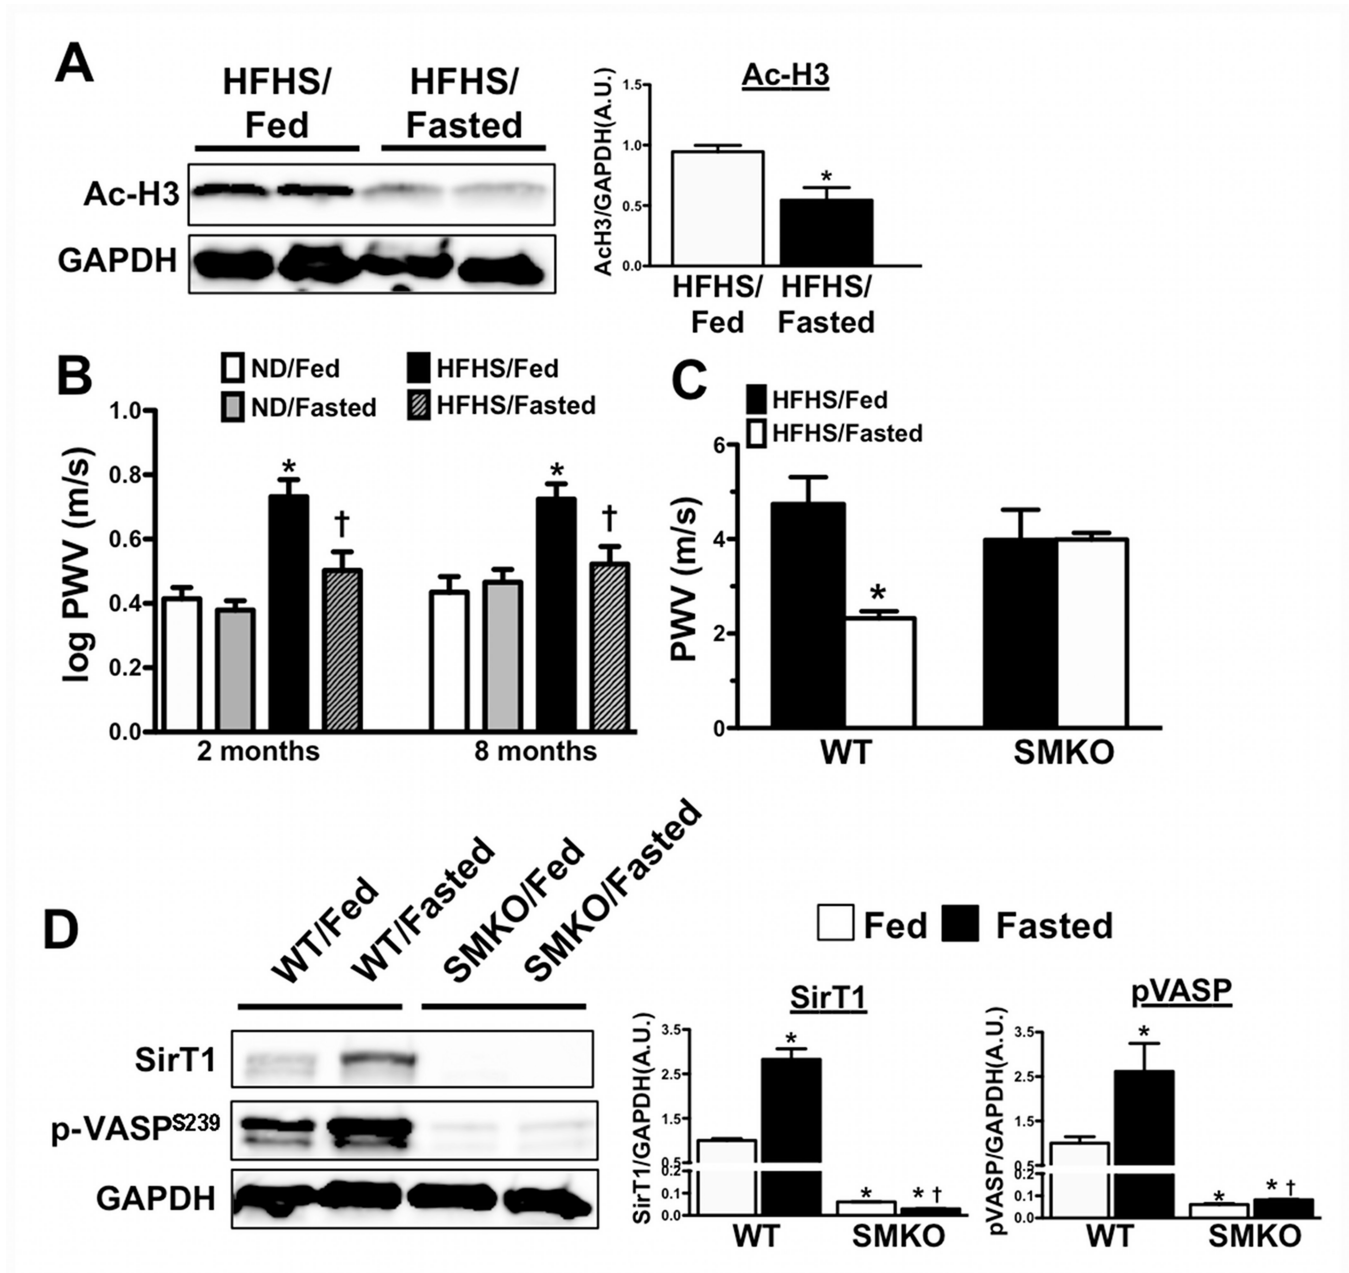 A
HFHS/
Fed
HFHS/
Fasted
Ac-H3
GAPDH
Ac-H3
AcH3/GAPDH(A.U.)
1.5
1.0
0.5
0.0
*
HFHS/
Fed
HFHS/
Fasted
B
ND/Fed
HFHS/Fed
ND/Fasted
HFHS/Fasted
log PWV (m/s)
1.0
0.8
0.6
0.4
0.2
0.0
*
†
*
†
2 months
8 months
C
HFHS/Fed
HFHS/Fasted
PWV (m/s)
6
4
2
0
*
WT
SMKO
D
WT/Fed
WT/Fasted
SMKO/Fed
SMKO/Fasted
SirT1
p-VASPS239
GAPDH
Fed
Fasted
SirT1
SirT1/GAPDH(A.U.)
3.5
2.5
1.5
0.5
0.2
0.1
0.0
*
*
* †
WT
SMKO
pVASP
pVASP/GAPDH(A.U.)
3.5
2.5
1.5
0.5
0.2
0.1
0.0
*
*
* †
WT
SMKO